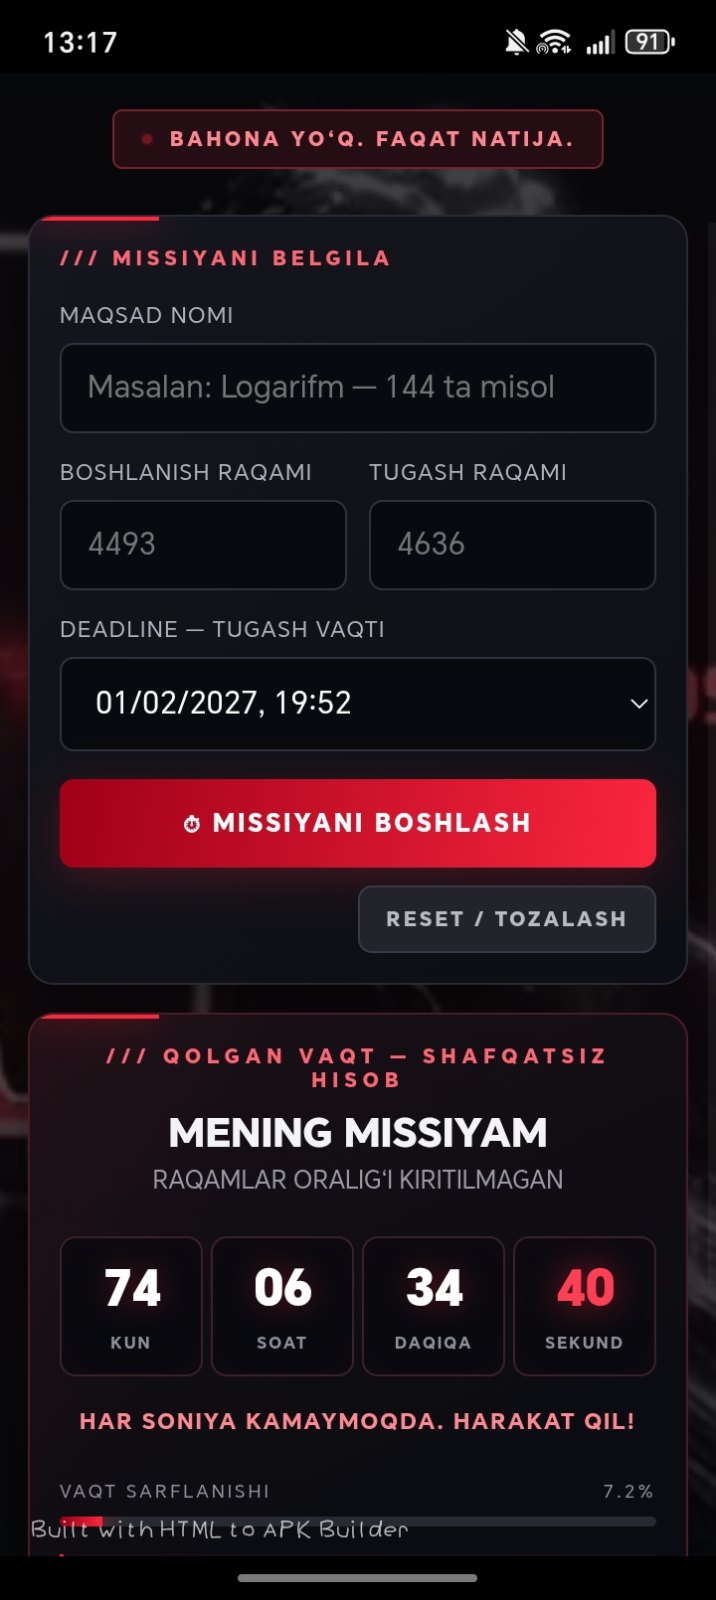 13:17
91
BAHONA YO‘Q. FAQAT NATIJA.
/// MISSIYANI BELGILA
MAQSAD NOMI
Masalan: Logarifm — 144 ta misol
BOSHLANISH RAQAMI
TUGASH RAQAMI
4493
4636
DEADLINE — TUGASH VAQTI
01/02/2027, 19:52
MISSIYANI BOSHLASH
RESET / TOZALASH
/// QOLGAN VAQT — SHAFQATSIZ
HISOB
MENING MISSIYAM
RAQAMLAR ORALIG‘I KIRITILMAGAN
74
06
34
40
KUN
SOAT
DAQIQA
SEKUND
HAR SONIYA KAMAYMOQDA. HARAKAT QIL!
VAQT SARFLANISHI
7.2%
Built with HTML to APK Builder